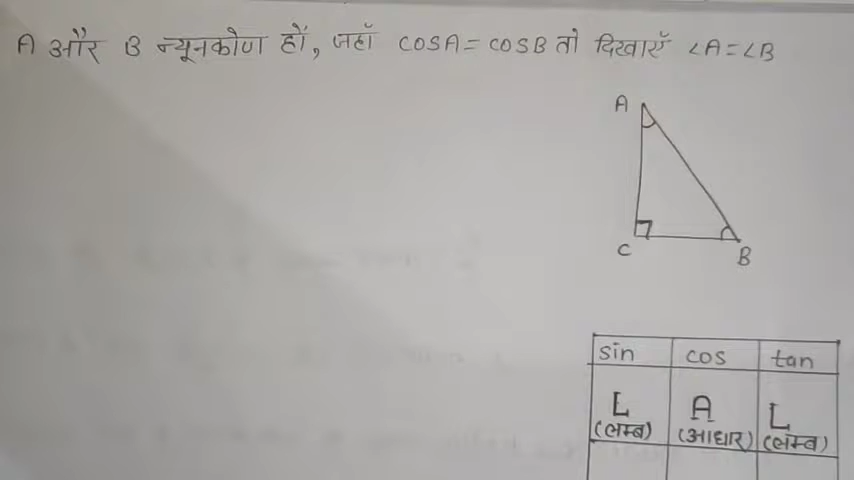 A और B न्यूनकोण हों, जहाँ COSA = COSB तो दिखाएँ ∠A = ∠B
A
C
B
sin cos tan
L A L
(लम्ब) (आधार) (लम्ब)